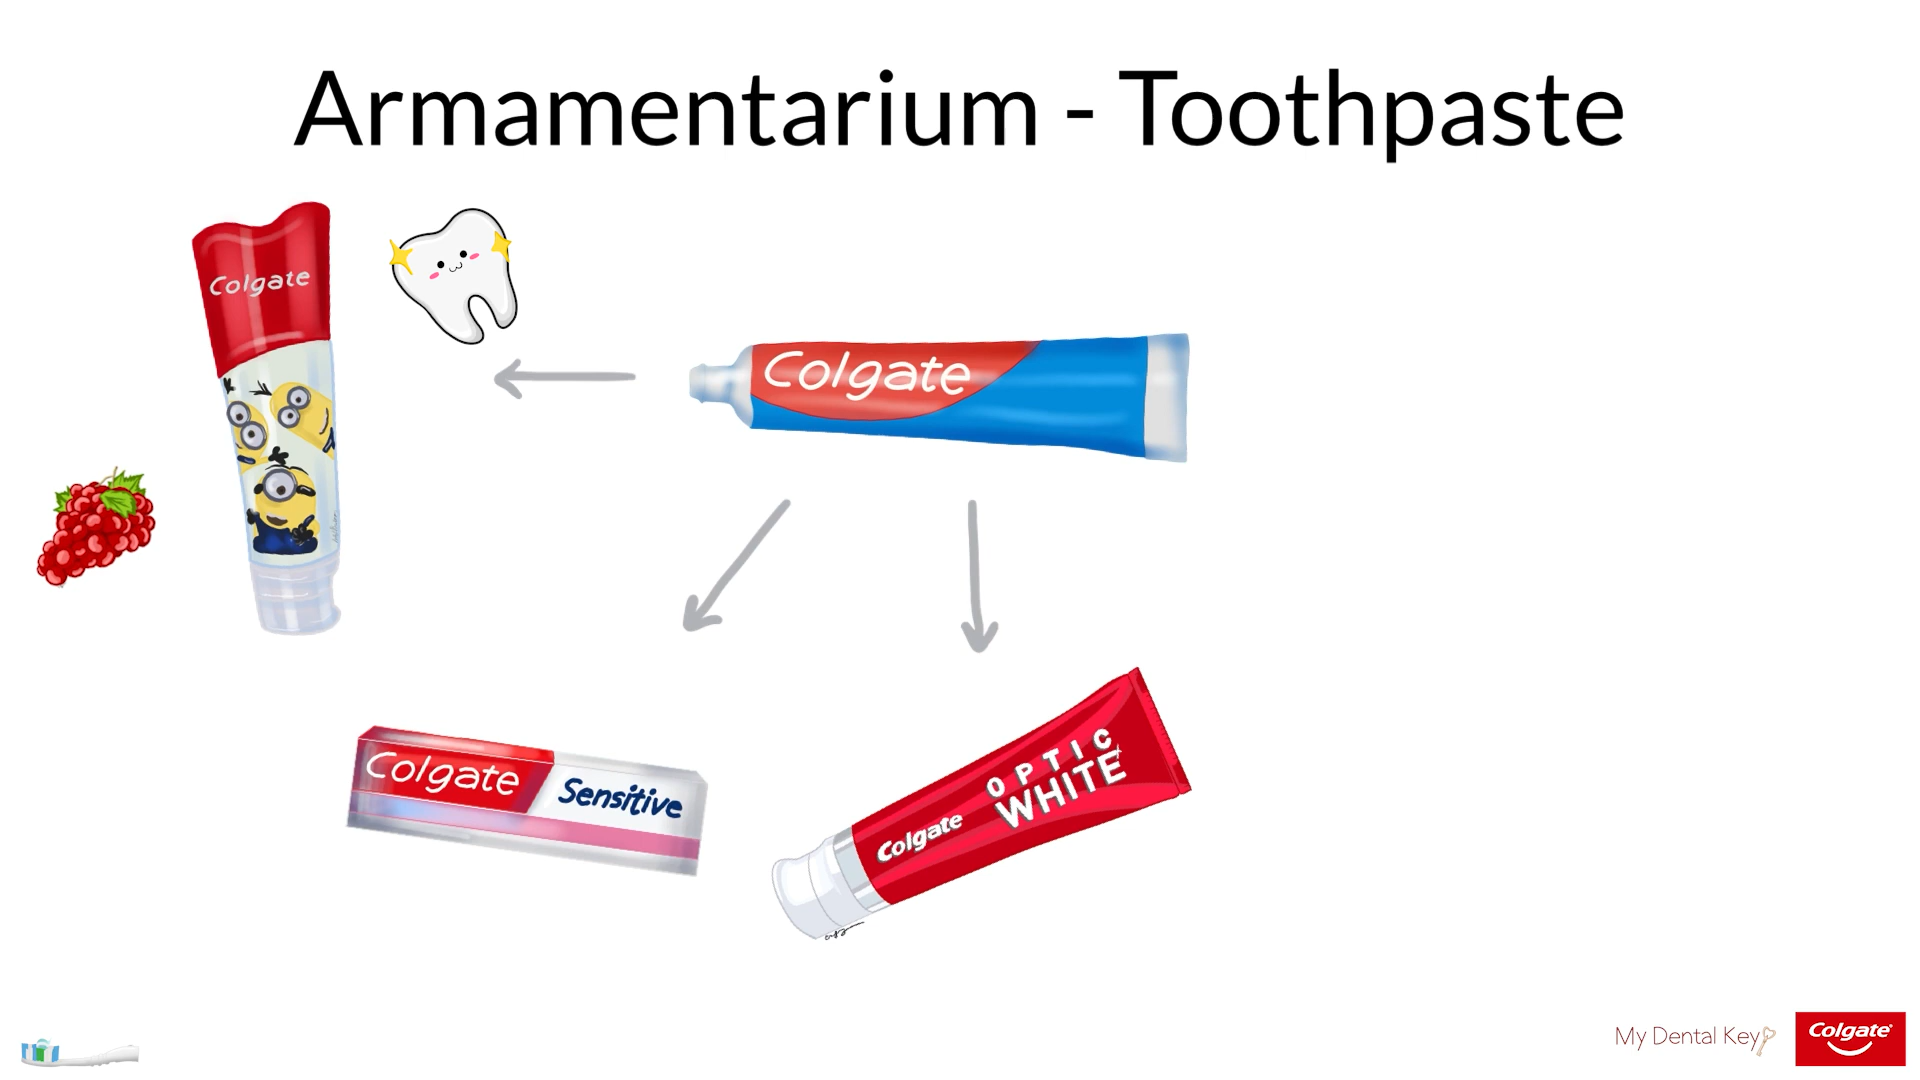 Armamentarium - Toothpaste
Colgate
Colgate
Colgate
Sensitive
OPTIC
WHITE
Colgate
My Dental Key
Colgate